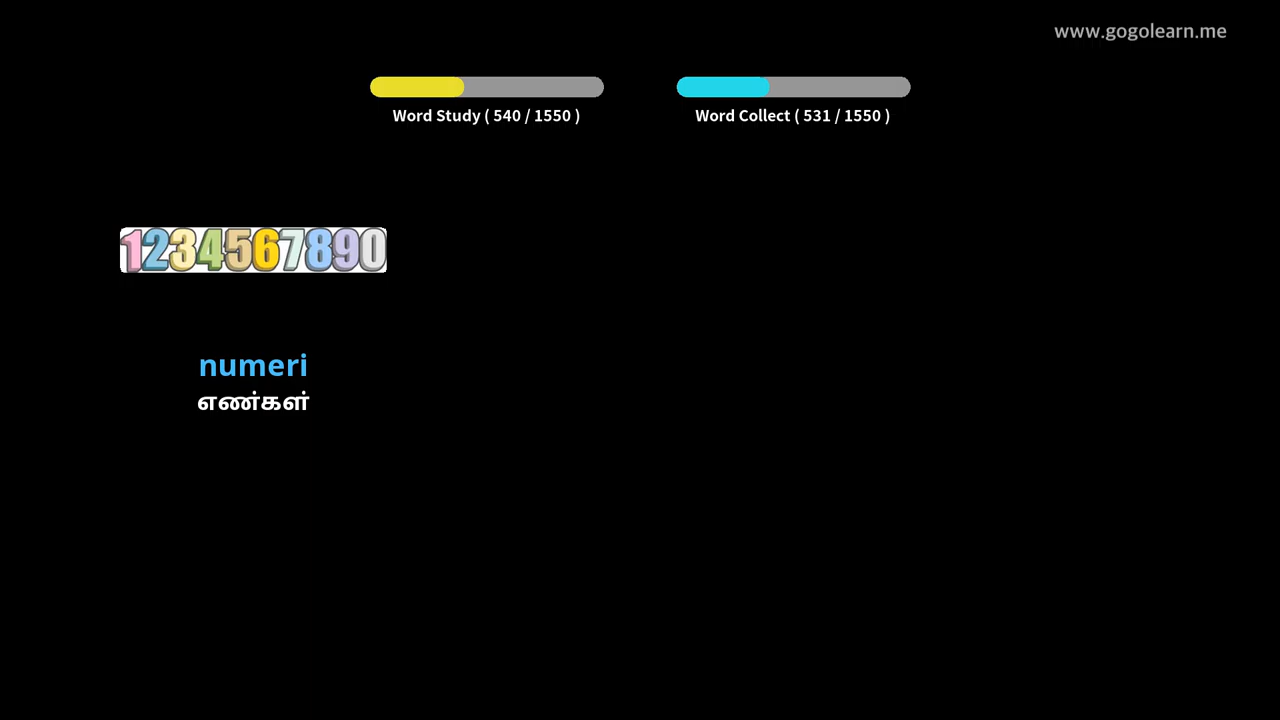 www.gogolearn.me
Word Study ( 540 / 1550 )
Word Collect ( 531 / 1550 )
1234567890
numeri
எண்கள்